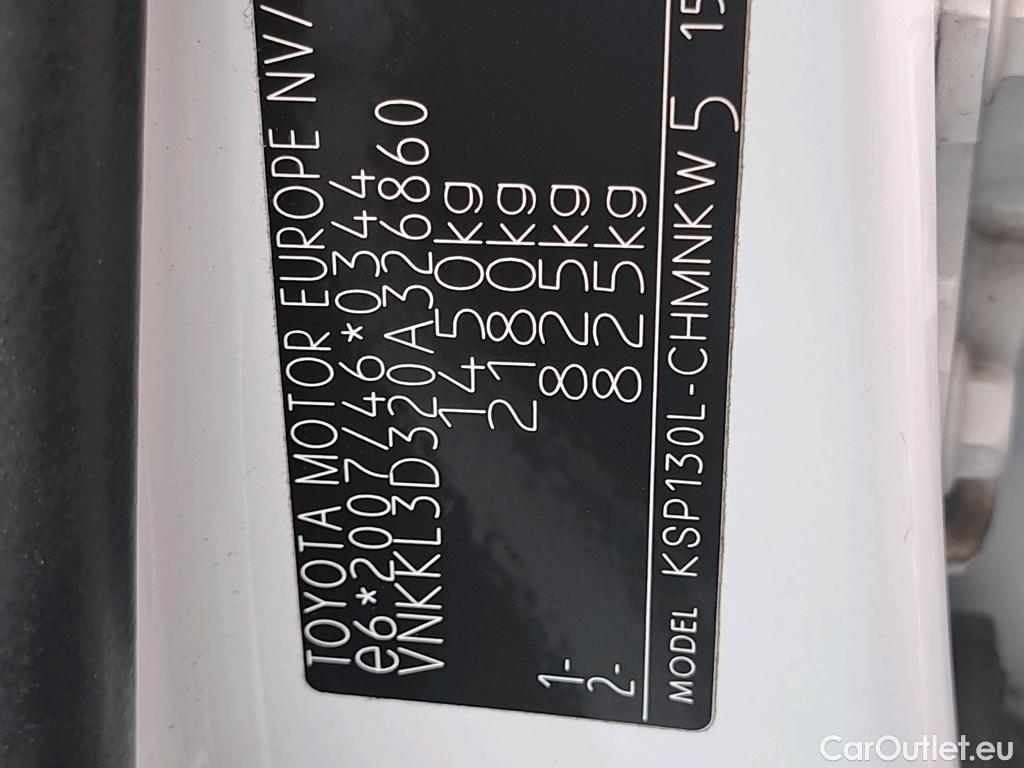 TOYOTA MOTOR EUROPE NV/
e6*2007/46*0344
VNKKL3D320A326860
1450kg
2180kg
1- 825kg
2- 825kg
MODEL KSP130L-CHMNKW 5 15
CarOutlet.eu